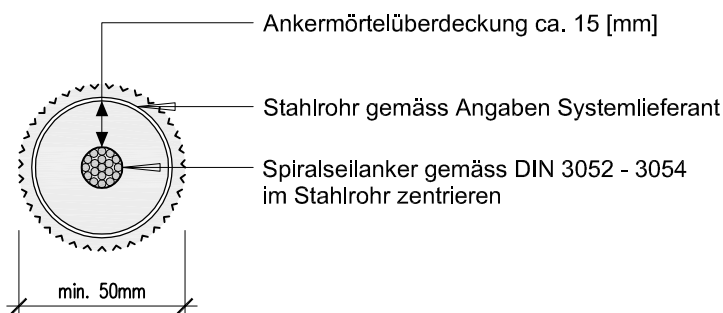 Ankermörtelüberdeckung ca. 15 [mm]
Stahlrohr gemäss Angaben Systemlieferant
Spiralseilanker gemäss DIN 3052 - 3054
im Stahlrohr zentrieren
min. 50mm